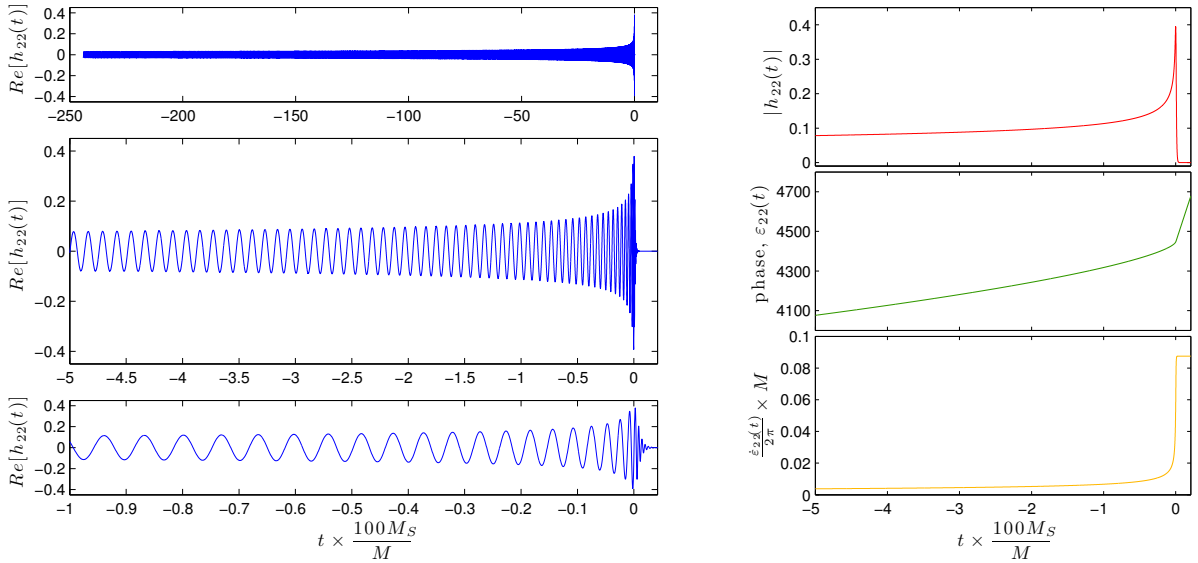 Re[h₂₂(t)]
0.4
0.2
0
−0.2
−0.4
−250 −200 −150 −100 −50 0
Re[h₂₂(t)]
0.4
0.2
0
−0.2
−0.4
−5 −4.5 −4 −3.5 −3 −2.5 −2 −1.5 −1 −0.5 0
Re[h₂₂(t)]
0.4
0.2
0
−0.2
−0.4
−1 −0.9 −0.8 −0.7 −0.6 −0.5 −0.4 −0.3 −0.2 −0.1 0
t × 100M_S/M
|h₂₂(t)|
0.4
0.3
0.2
0.1
0
phase, ε₂₂(t)
4700
4500
4300
4100
ε̇₂₂(t)/2π × M
0.1
0.08
0.06
0.04
0.02
0
−5 −4 −3 −2 −1 0
t × 100M_S/M